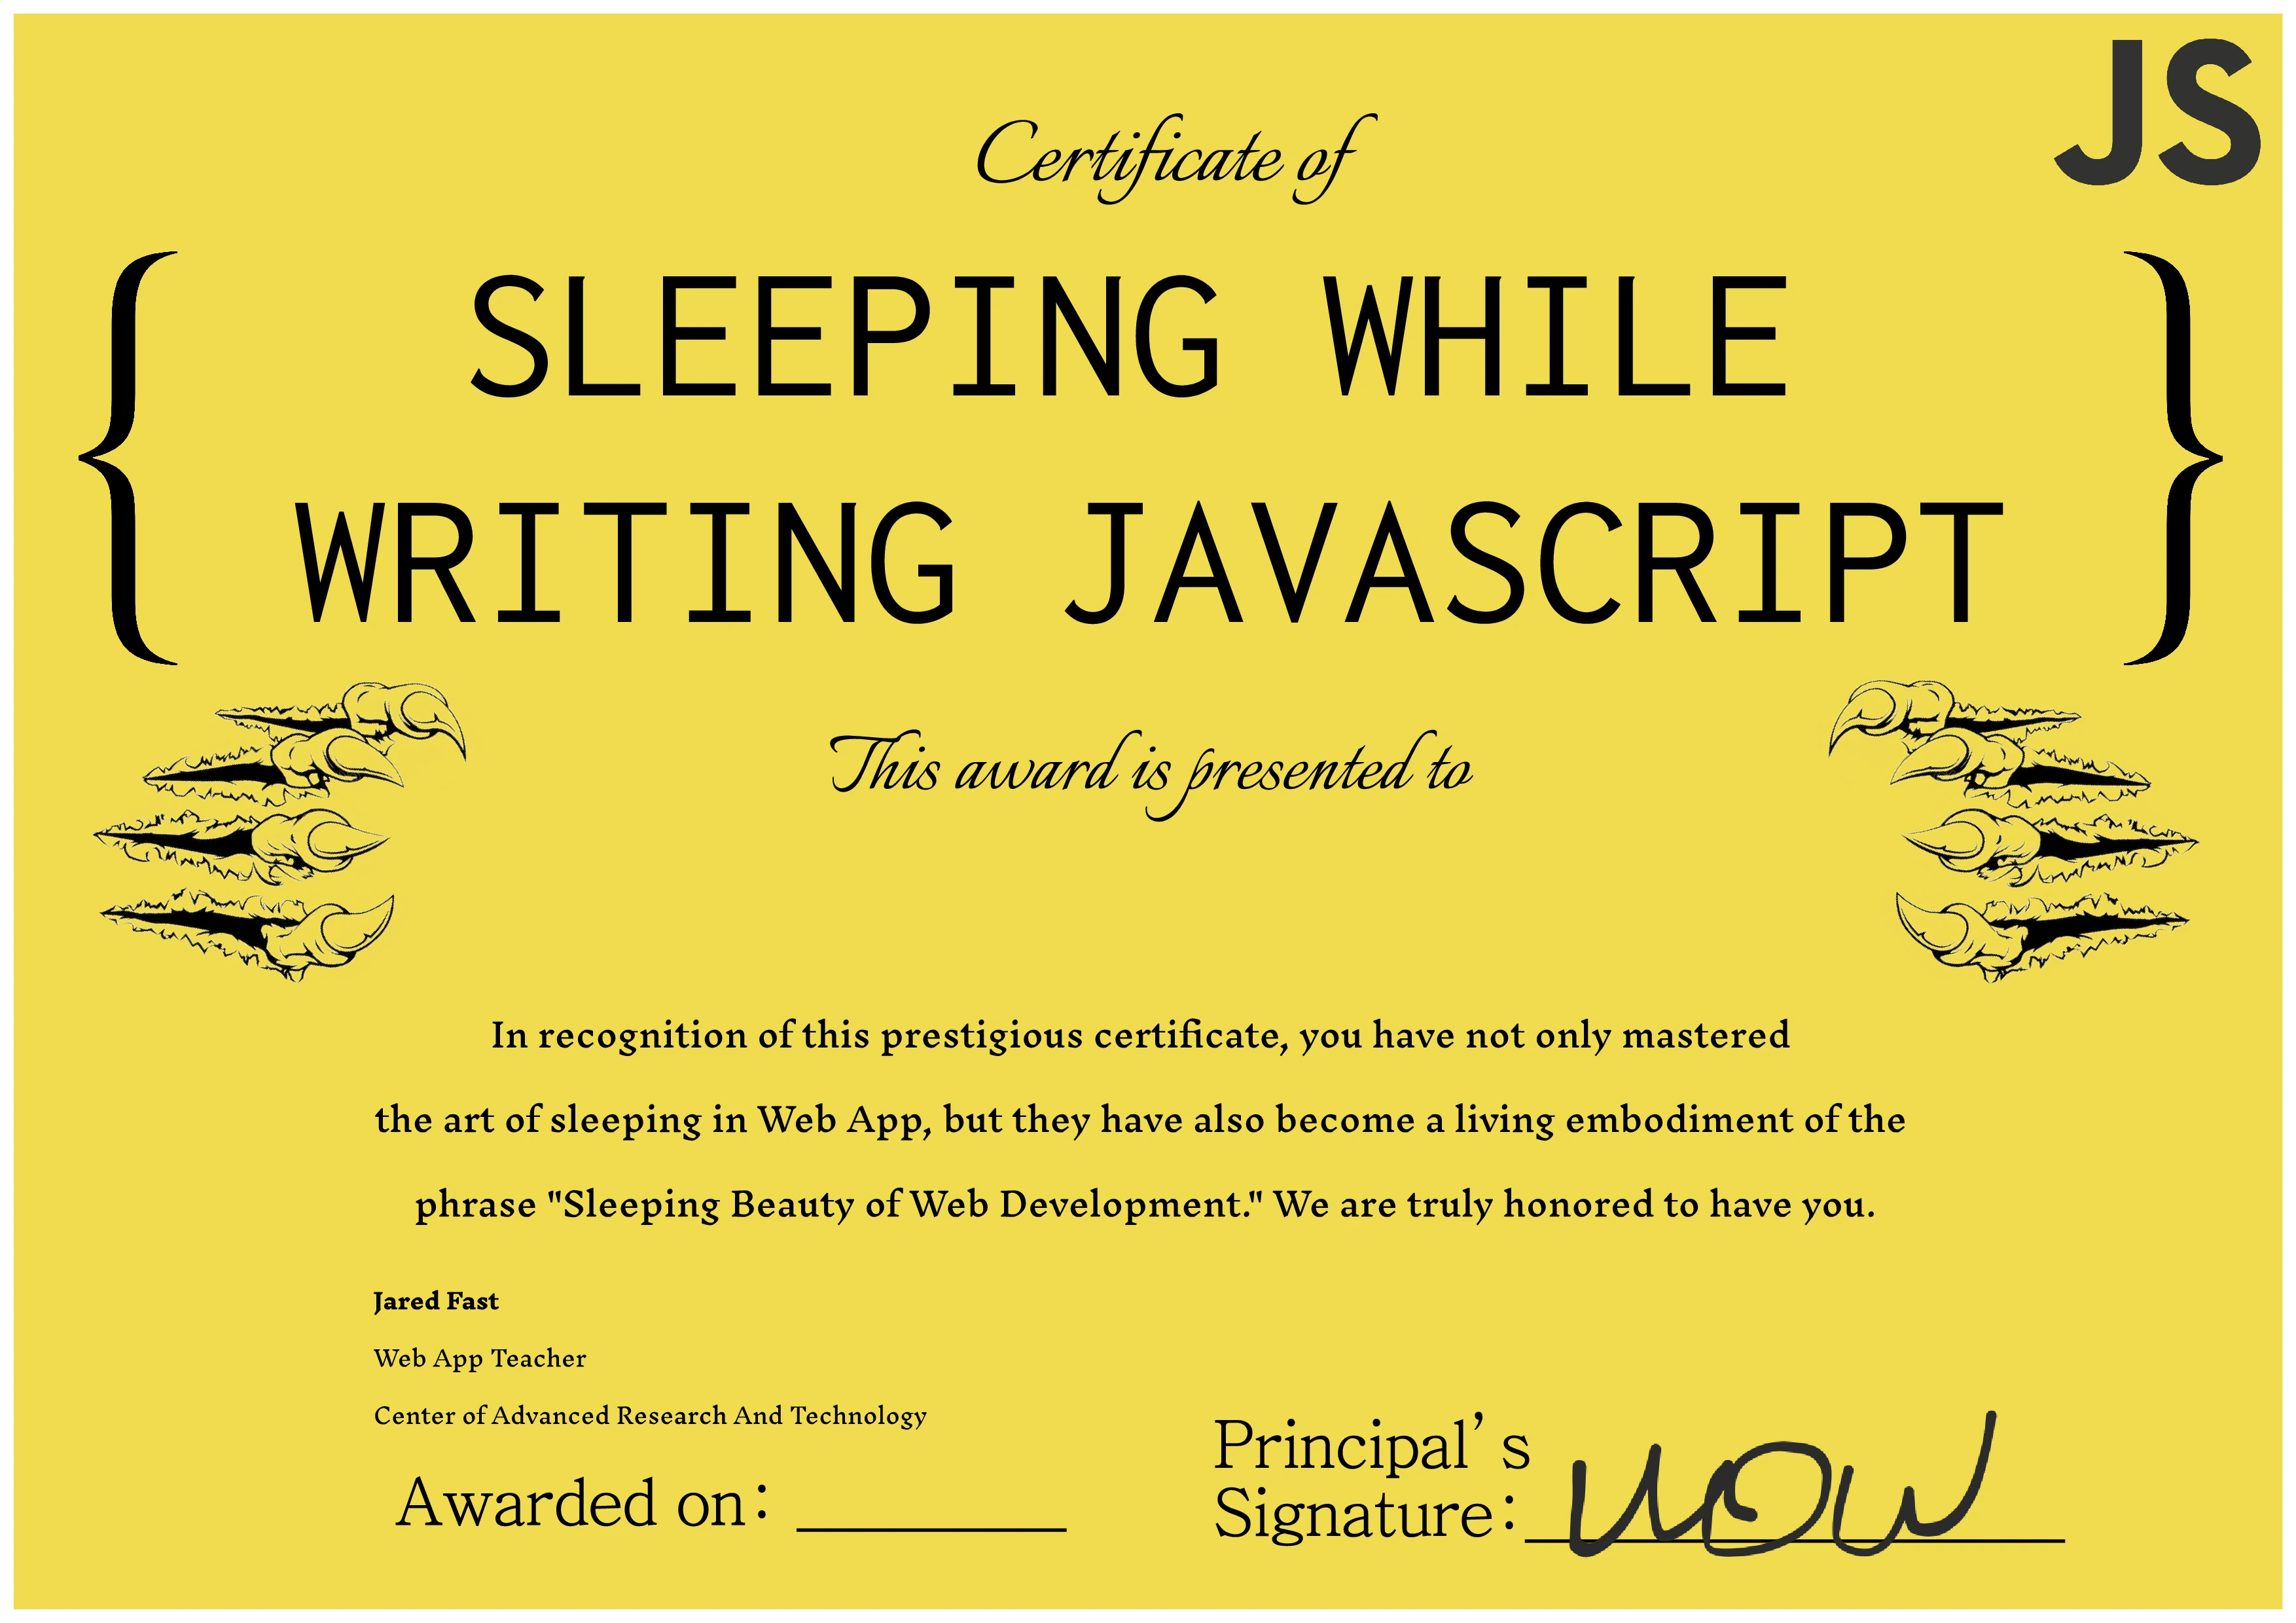 JS
Certificate of
{ SLEEPING WHILE
WRITING JAVASCRIPT }
This award is presented to
In recognition of this prestigious certificate, you have not only mastered
the art of sleeping in Web App, but they have also become a living embodiment of the
phrase "Sleeping Beauty of Web Development." We are truly honored to have you.
Jared Fast
Web App Teacher
Center of Advanced Research And Technology
Awarded on:
Principal's
Signature: wow